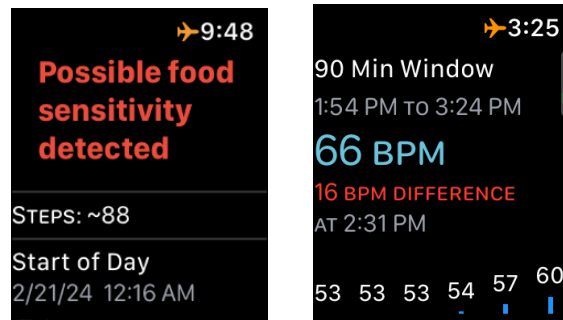 9:48
Possible food
sensitivity
detected
STEPS: ~88
Start of Day
2/21/24 12:16 AM
3:25
90 Min Window
1:54 PM TO 3:24 PM
66 BPM
16 BPM DIFFERENCE
AT 2:31 PM
53 53 53 54 57 60